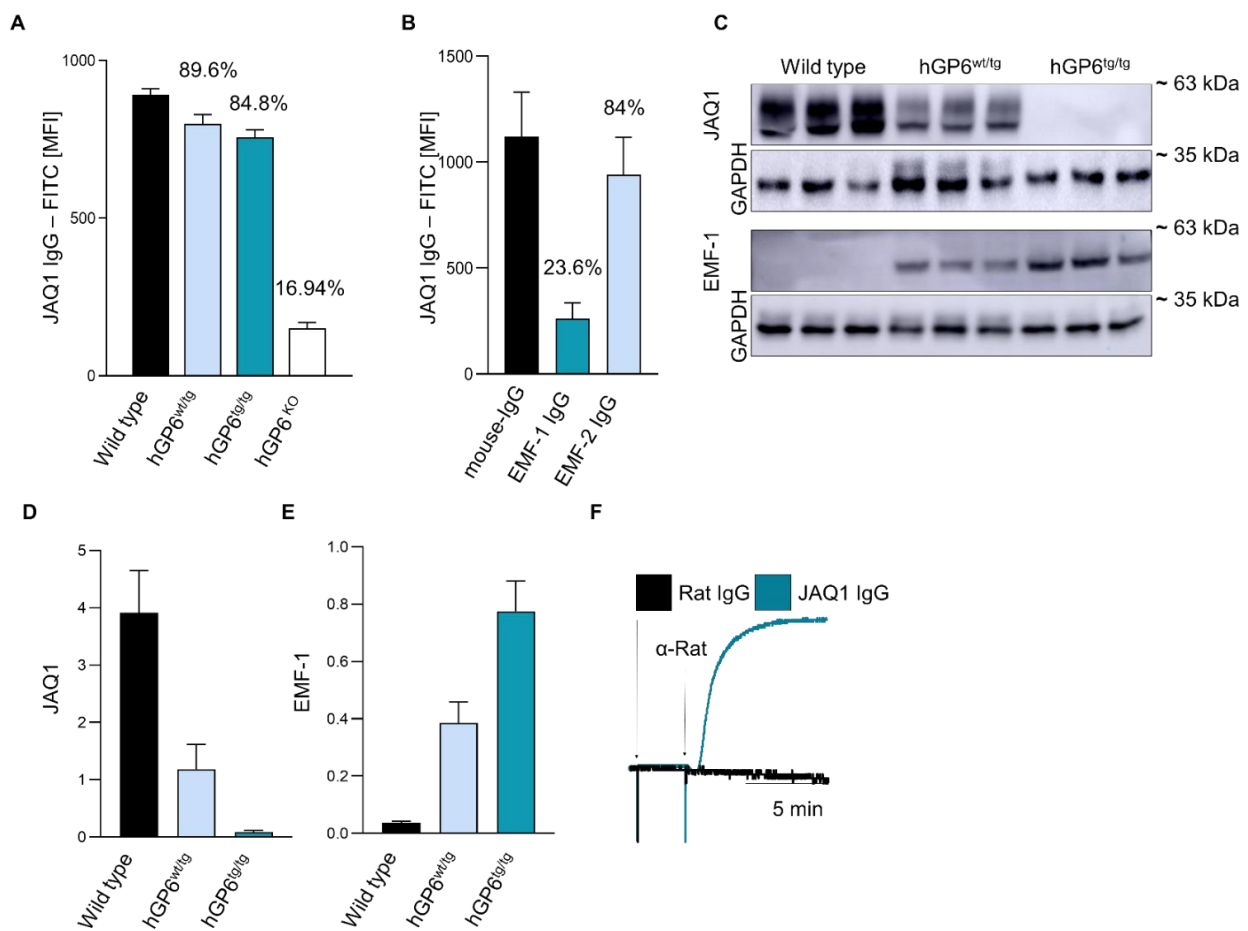 A
JAQ1 IgG – FITC [MFI]
1000
500
0
89.6%
84.8%
16.94%
Wild type
hGP6wt/tg
hGP6tg/tg
hGP6 KO
B
JAQ1 IgG – FITC [MFI]
1500
1000
500
0
84%
23.6%
mouse-IgG
EMF-1 IgG
EMF-2 IgG
C
Wild type hGP6wt/tg hGP6tg/tg
JAQ1
~ 63 kDa
GAPDH
~ 35 kDa
EMF-1
~ 63 kDa
GAPDH
~ 35 kDa
D
JAQ1
5
4
3
2
1
0
Wild type
hGP6wt/tg
hGP6tg/tg
E
EMF-1
1.0
0.8
0.6
0.4
0.2
0.0
Wild type
hGP6wt/tg
hGP6tg/tg
F
Rat IgG JAQ1 IgG
α-Rat
5 min